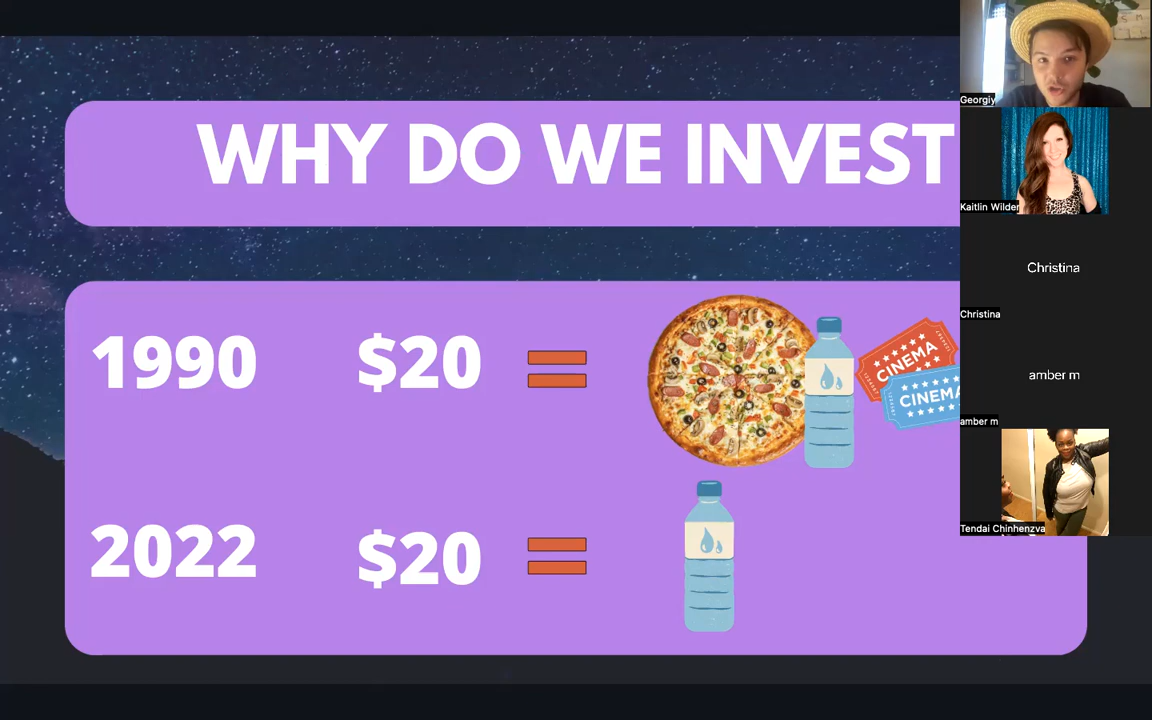 WHY DO WE INVEST
1990 $20 =
CINEMA
CINEMA
2022 $20 =
Georgiy
Kaitlin Wilder
Christina
Christina
amber m
amber m
Tendai Chinhenzva